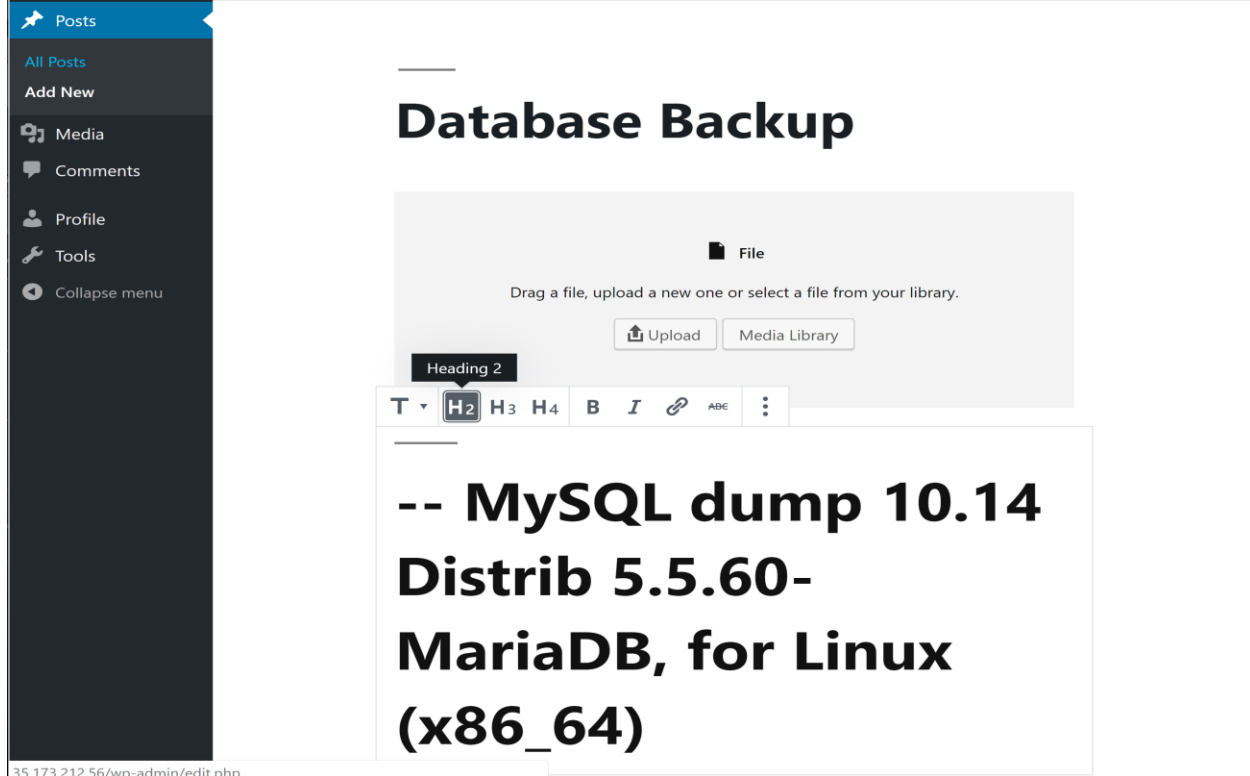 Posts
All Posts
Add New
Media
Comments
Profile
Tools
Collapse menu
Database Backup
File
Drag a file, upload a new one or select a file from your library.
Upload
Media Library
Heading 2
T H2 H3 H4 B I ABC
-- MySQL dump 10.14
Distrib 5.5.60-
MariaDB, for Linux
(x86_64)
35.173.212.56/wp-admin/edit.php